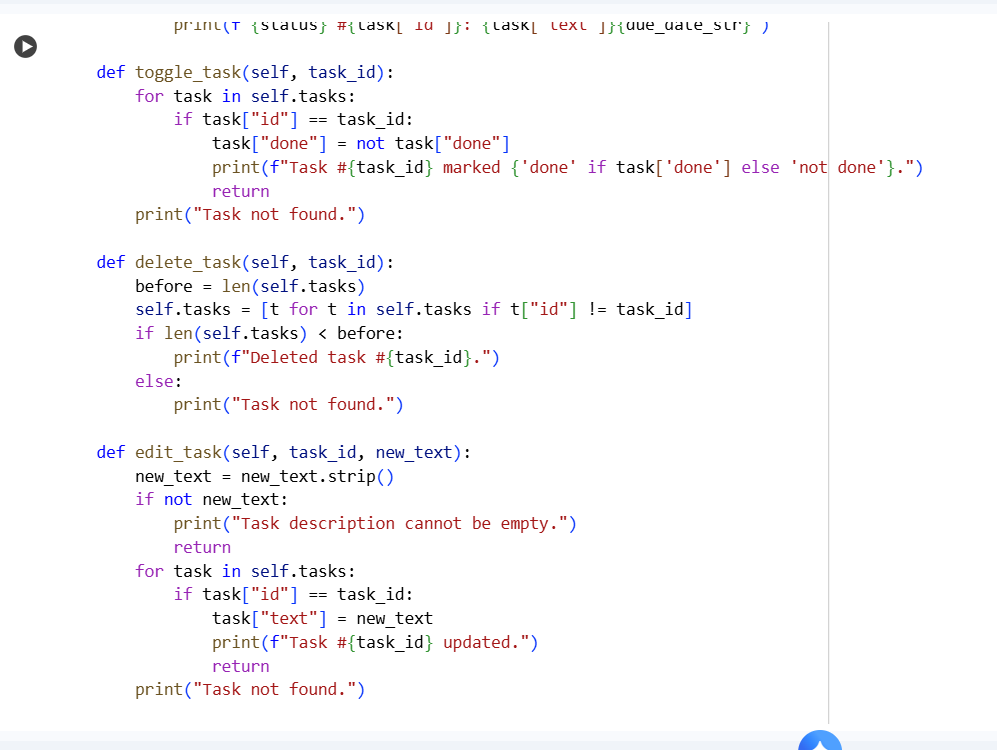 print(f"{status} #{task['id']}: {task['text']}{due_date_str}")
def toggle_task(self, task_id):
for task in self.tasks:
if task["id"] == task_id:
task["done"] = not task["done"]
print(f"Task #{task_id} marked {'done' if task['done'] else 'not done'}.")
return
print("Task not found.")
def delete_task(self, task_id):
before = len(self.tasks)
self.tasks = [t for t in self.tasks if t["id"] != task_id]
if len(self.tasks) < before:
print(f"Deleted task #{task_id}.")
else:
print("Task not found.")
def edit_task(self, task_id, new_text):
new_text = new_text.strip()
if not new_text:
print("Task description cannot be empty.")
return
for task in self.tasks:
if task["id"] == task_id:
task["text"] = new_text
print(f"Task #{task_id} updated.")
return
print("Task not found.")